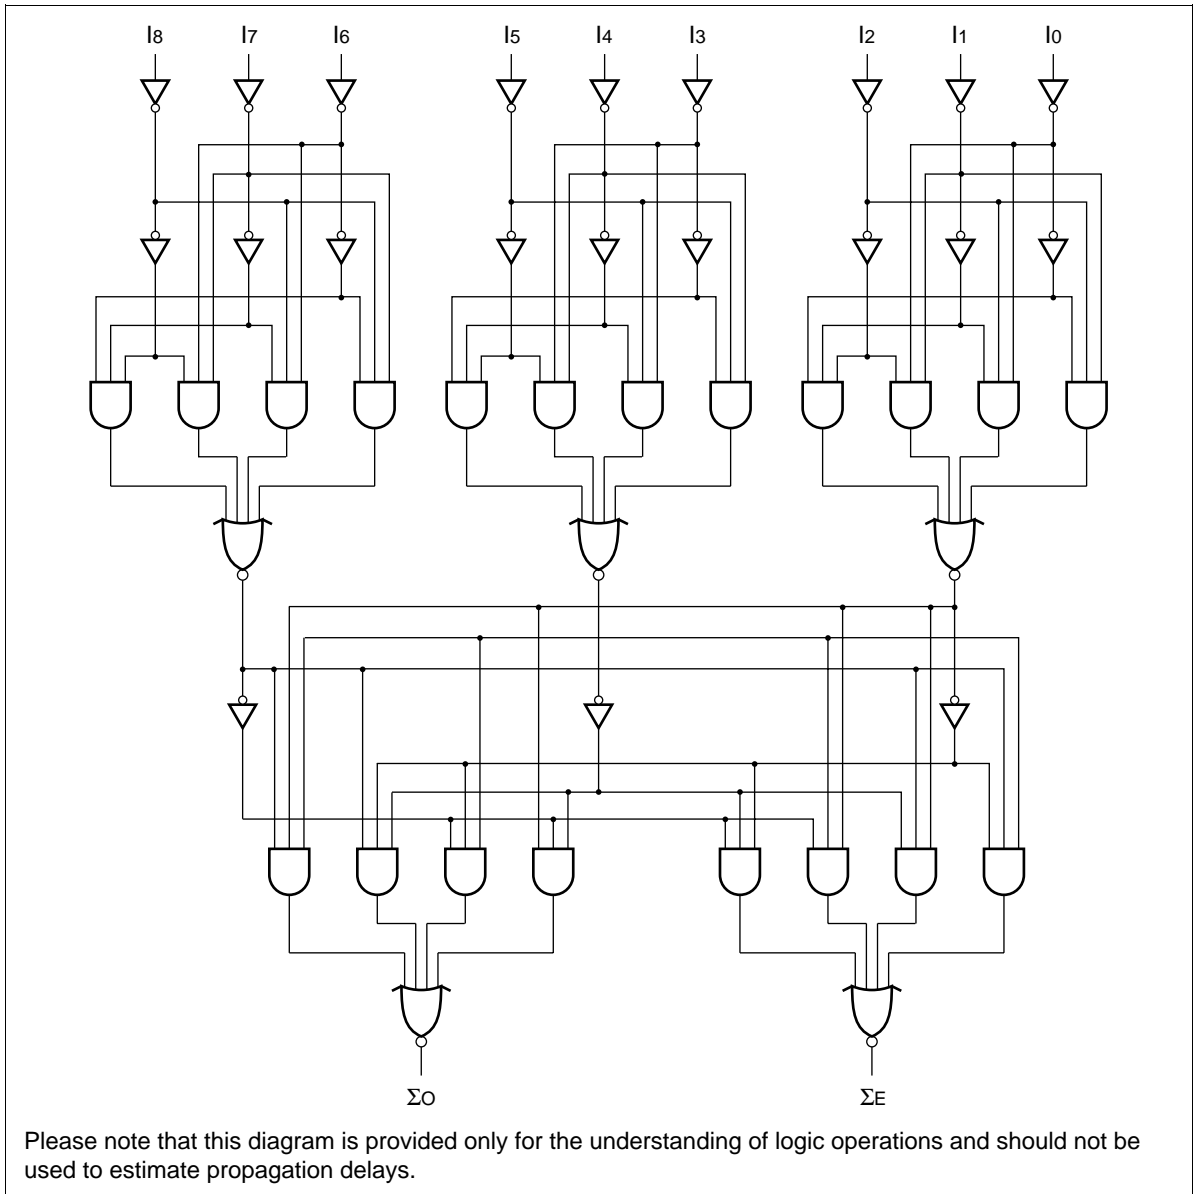 I8 I7 I6 I5 I4 I3 I2 I1 I0
ΣO ΣE
Please note that this diagram is provided only for the understanding of logic operations and should not be
used to estimate propagation delays.